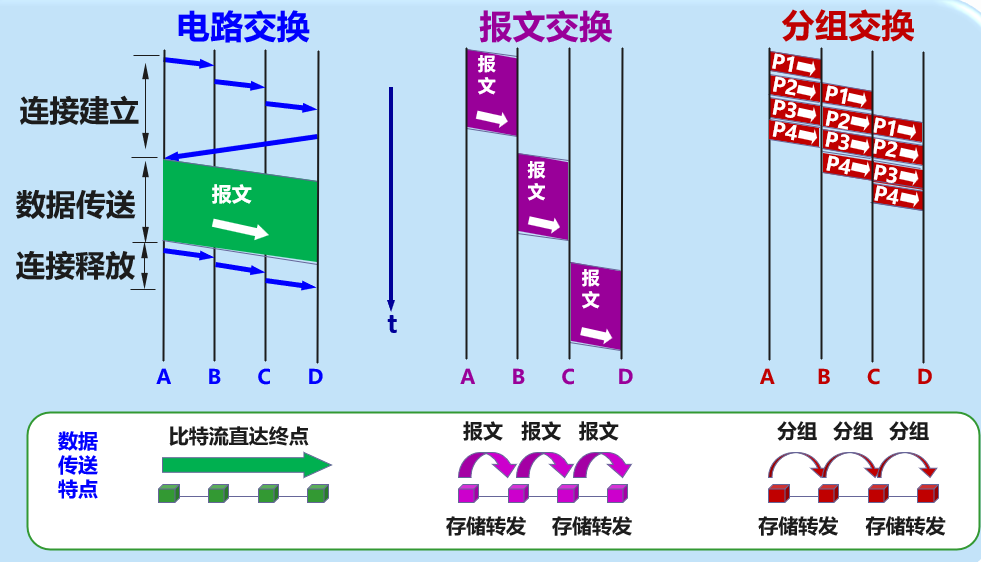 电路交换
报文交换
分组交换
连接建立
数据传送
连接释放
报文
t
A B C D
报
文
报
文
报
文
A B C D
P1
P2
P3
P4
P1
P2
P3
P4
P1
P2
P3
P4
A B C D
数据
传送
特点
比特流直达终点
报文 报文 报文
存储转发 存储转发
分组 分组 分组
存储转发 存储转发